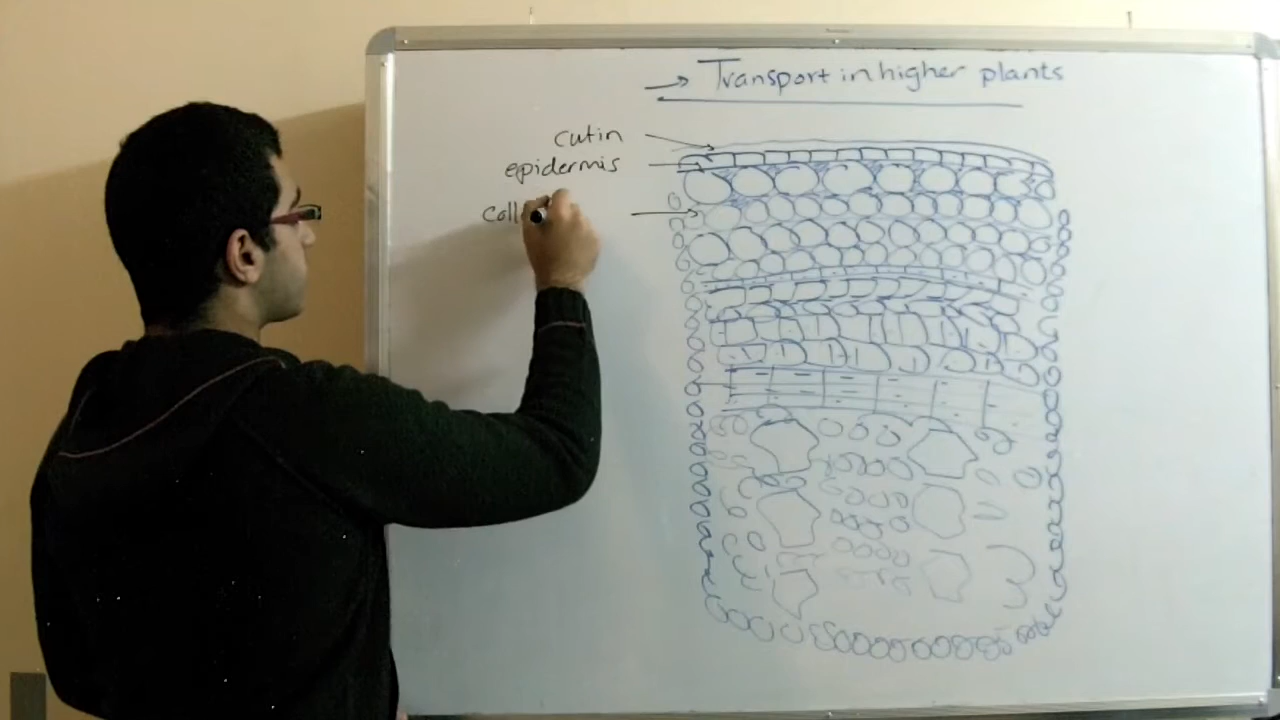 → Transport in higher plants
cutin
epidermis
coll